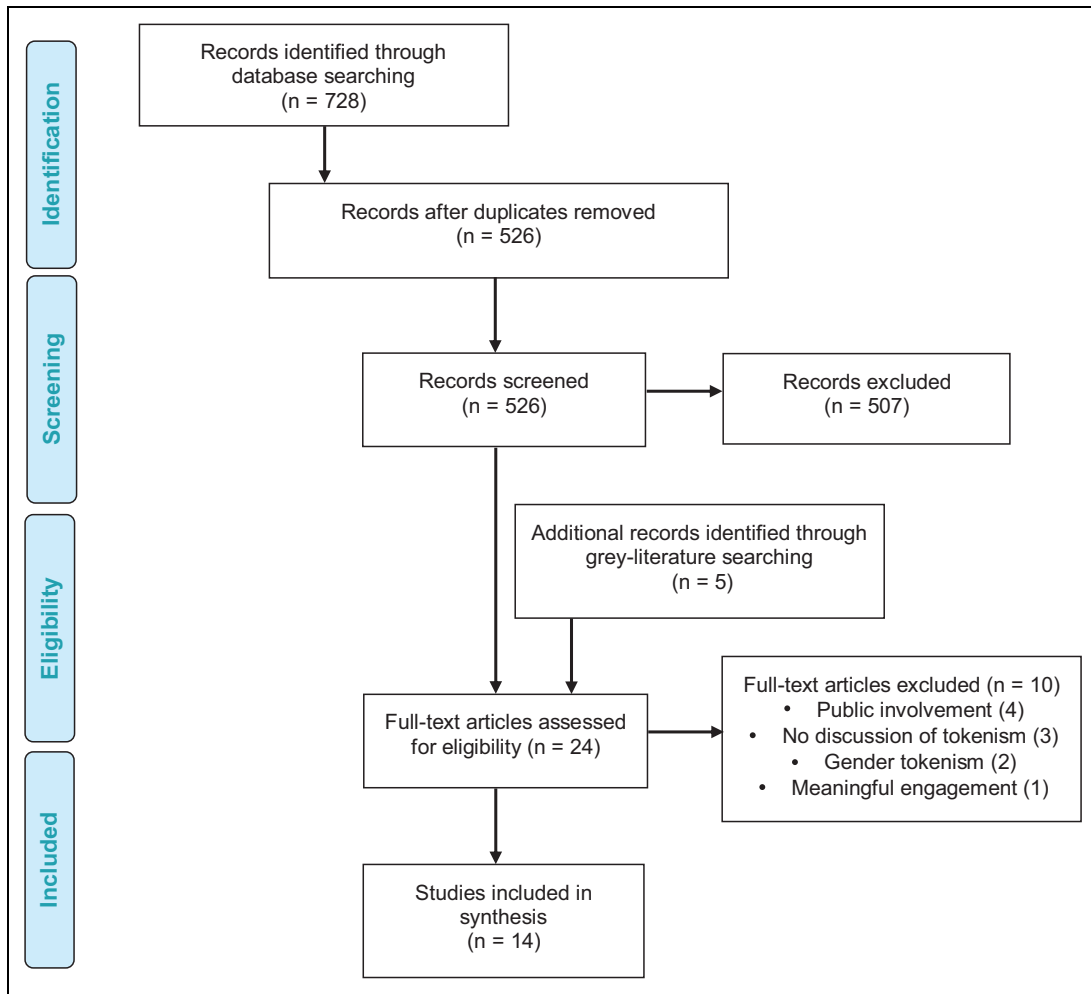 Identification
Records identified through
database searching
(n = 728)
Records after duplicates removed
(n = 526)
Screening
Records screened
(n = 526)
Records excluded
(n = 507)
Eligibility
Additional records identified through
grey-literature searching
(n = 5)
Full-text articles assessed
for eligibility (n = 24)
Full-text articles excluded (n = 10)
• Public involvement (4)
• No discussion of tokenism (3)
• Gender tokenism (2)
• Meaningful engagement (1)
Included
Studies included in
synthesis
(n = 14)